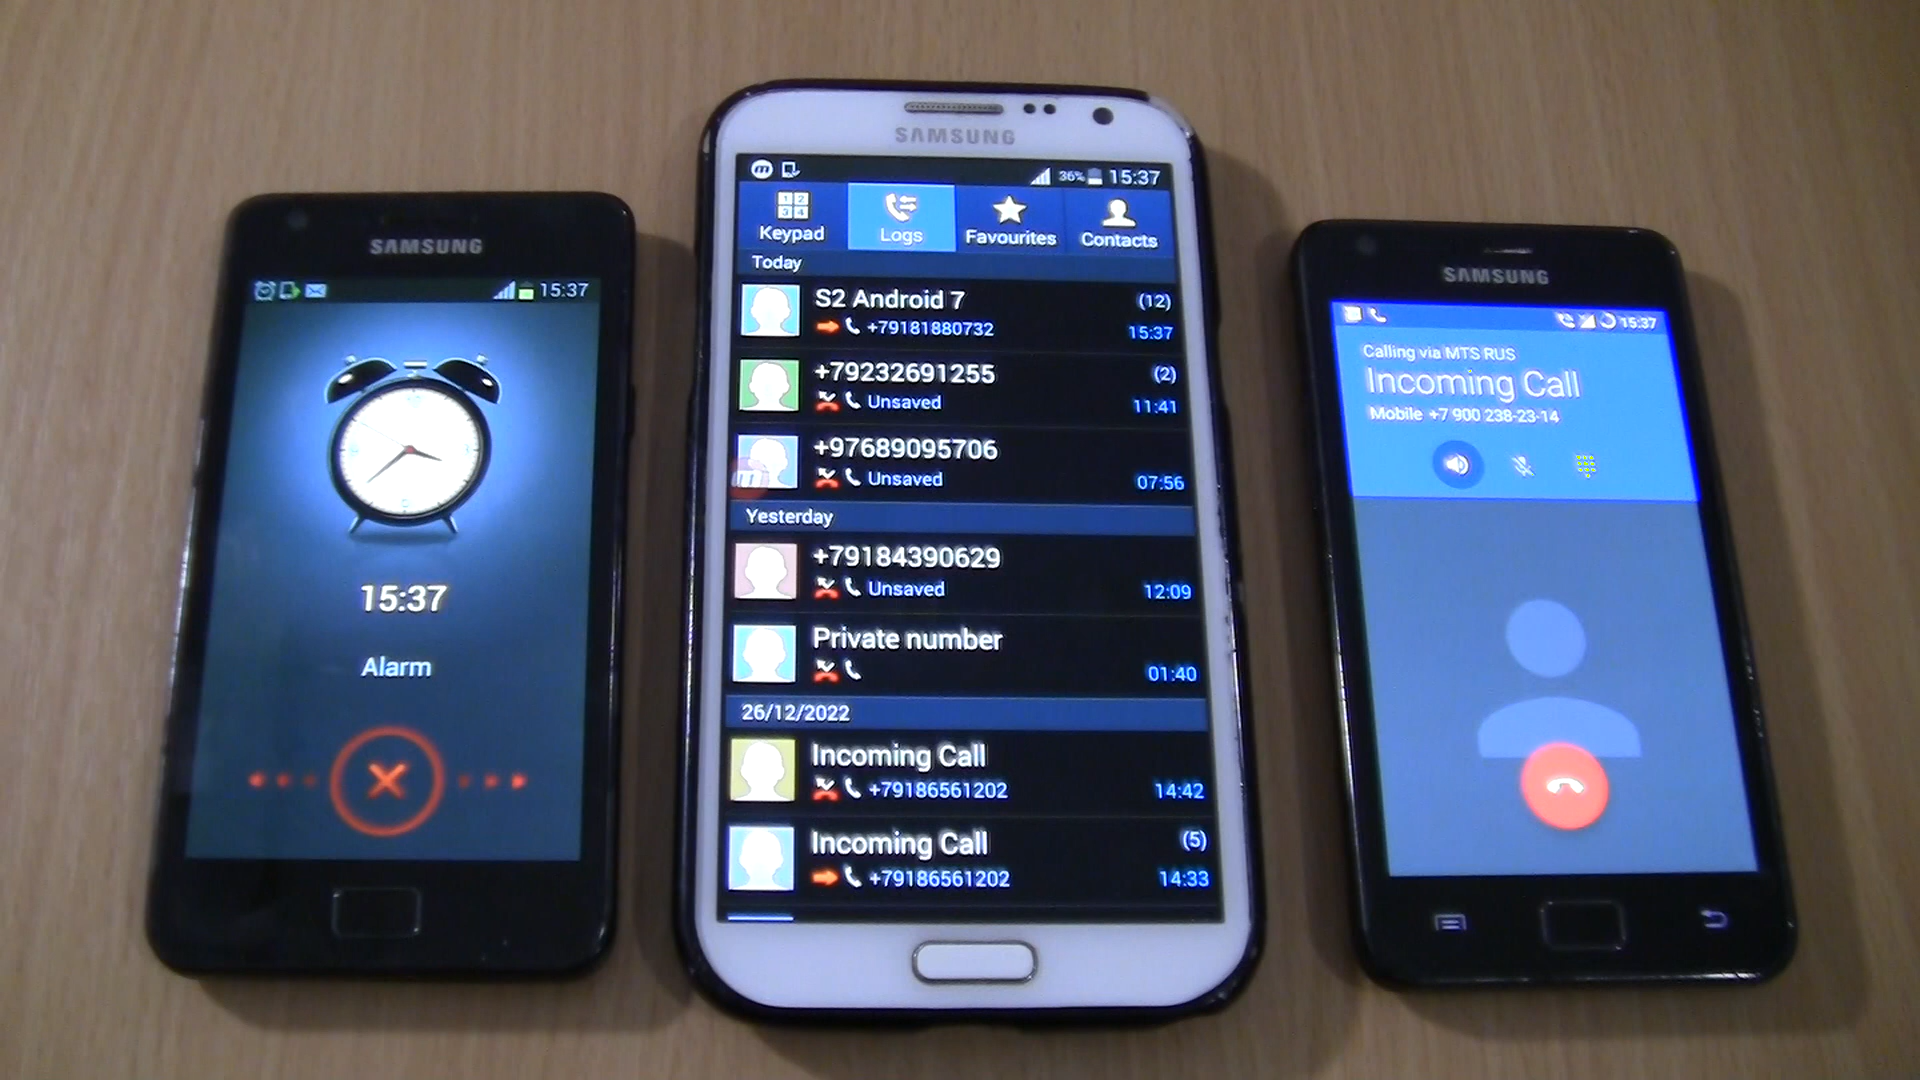 SAMSUNG
15:37
15:37
Alarm
SAMSUNG
36% 15:37
Keypad Logs Favourites Contacts
Today
S2 Android 7 (12)
+79181880732 15:37
+79232691255 (2)
Unsaved 11:41
+97689095706
Unsaved 07:56
Yesterday
+79184390629
Unsaved 12:09
Private number
01:40
26/12/2022
Incoming Call
+79186561202 14:42
Incoming Call (5)
+79186561202 14:33
SAMSUNG
15:37
Calling via MTS RUS
Incoming Call
Mobile +7 900 238-23-14